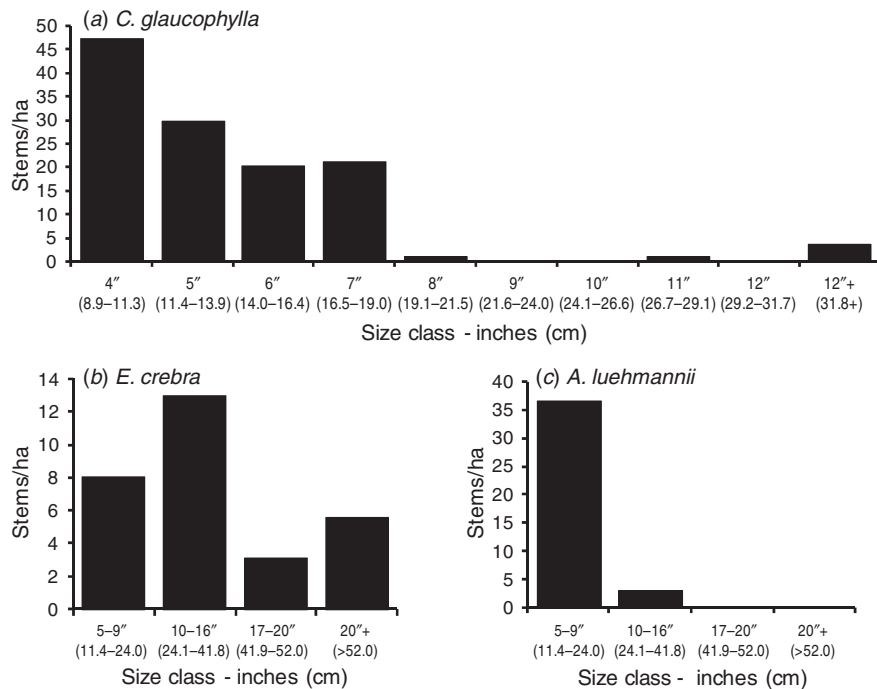 (a) C. glaucophylla
50
45
40
35
30
25
20
15
10
5
0
Stems/ha
4″ 5″ 6″ 7″ 8″ 9″ 10″ 11″ 12″ 12″+
(8.9–11.3) (11.4–13.9) (14.0–16.4) (16.5–19.0) (19.1–21.5) (21.6–24.0) (24.1–26.6) (26.7–29.1) (29.2–31.7) (31.8+)
Size class - inches (cm)
(b) E. crebra
14
12
10
8
6
4
2
0
Stems/ha
5–9″ 10–16″ 17–20″ 20″+
(11.4–24.0) (24.1–41.8) (41.9–52.0) (>52.0)
Size class - inches (cm)
(c) A. luehmannii
40
35
30
25
20
15
10
5
0
Stems/ha
5–9″ 10–16″ 17–20″ 20″+
(11.4–24.0) (24.1–41.8) (41.9–52.0) (>52.0)
Size class - inches (cm)